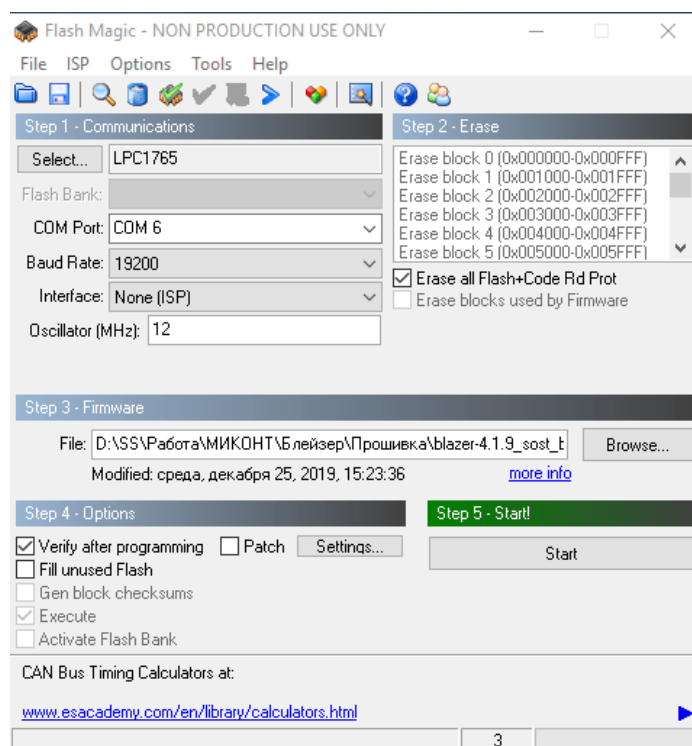 Flash Magic - NON PRODUCTION USE ONLY
File ISP Options Tools Help
Step 1 - Communications
Select... LPC1765
Flash Bank:
COM Port: COM 6
Baud Rate: 19200
Interface: None (ISP)
Oscillator (MHz): 12
Step 2 - Erase
Erase block 0 (0x000000-0x000FFF)
Erase block 1 (0x001000-0x001FFF)
Erase block 2 (0x002000-0x002FFF)
Erase block 3 (0x003000-0x003FFF)
Erase block 4 (0x004000-0x004FFF)
Erase block 5 (0x005000-0x005FFF)
Erase all Flash+Code Rd Prot
Erase blocks used by Firmware
Step 3 - Firmware
File: D:\SS\Работа\МИКОНТ\Блейзер\Прошивка\blazer-4.1.9_sost_b Browse...
Modified: среда, декабря 25, 2019, 15:23:36 more info
Step 4 - Options
Verify after programming Patch Settings...
Fill unused Flash
Gen block checksums
Execute
Activate Flash Bank
Step 5 - Start!
Start
CAN Bus Timing Calculators at:
www.esacademy.com/en/library/calculators.html
3